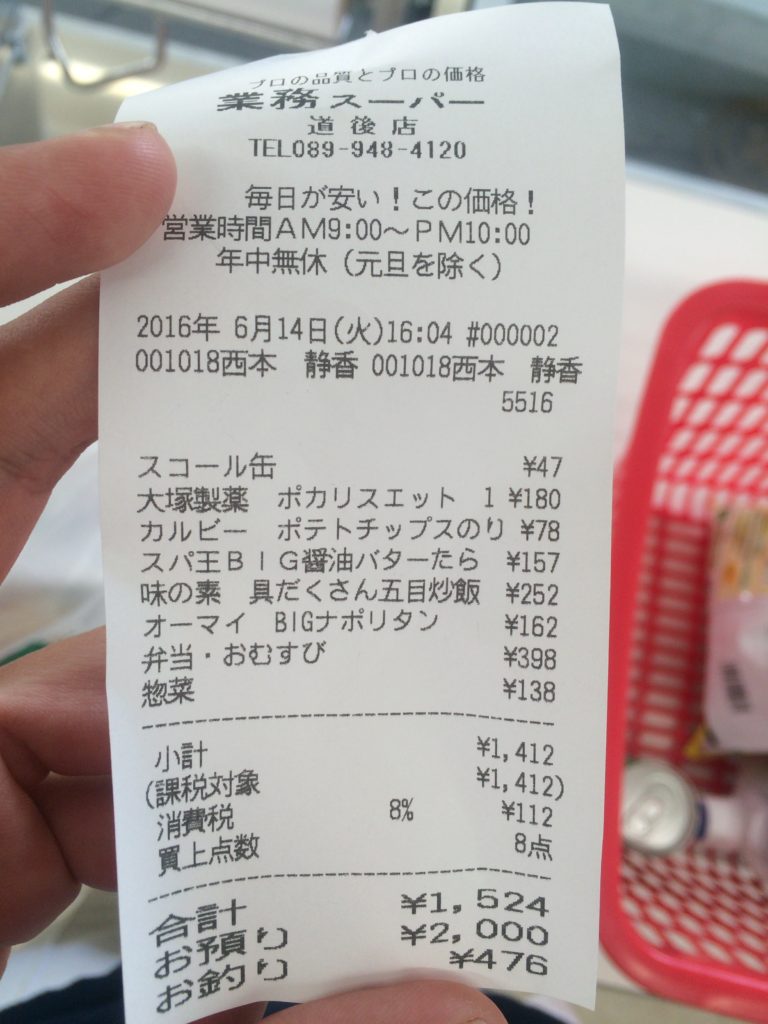 プロの品質とプロの価格
業務スーパー
道後店
TEL089-948-4120
毎日が安い！この価格！
営業時間AM9:00～PM10:00
年中無休（元旦を除く）
2016年 6月14日(火)16:04 #000002
001018西本　静香 001018西本　静香
5516
スコール缶 ¥47
大塚製薬　ポカリスエット　1 ¥180
カルビー　ポテトチップスのり ¥78
スパ王BIG醤油バターたら ¥157
味の素　具だくさん五目炒飯 ¥252
オーマイ　BIGナポリタン ¥162
弁当・おむすび ¥398
惣菜 ¥138
小計 ¥1,412
(課税対象 ¥1,412)
消費税 8% ¥112
買上点数 8点
合計 ¥1,524
お預り ¥2,000
お釣り ¥476